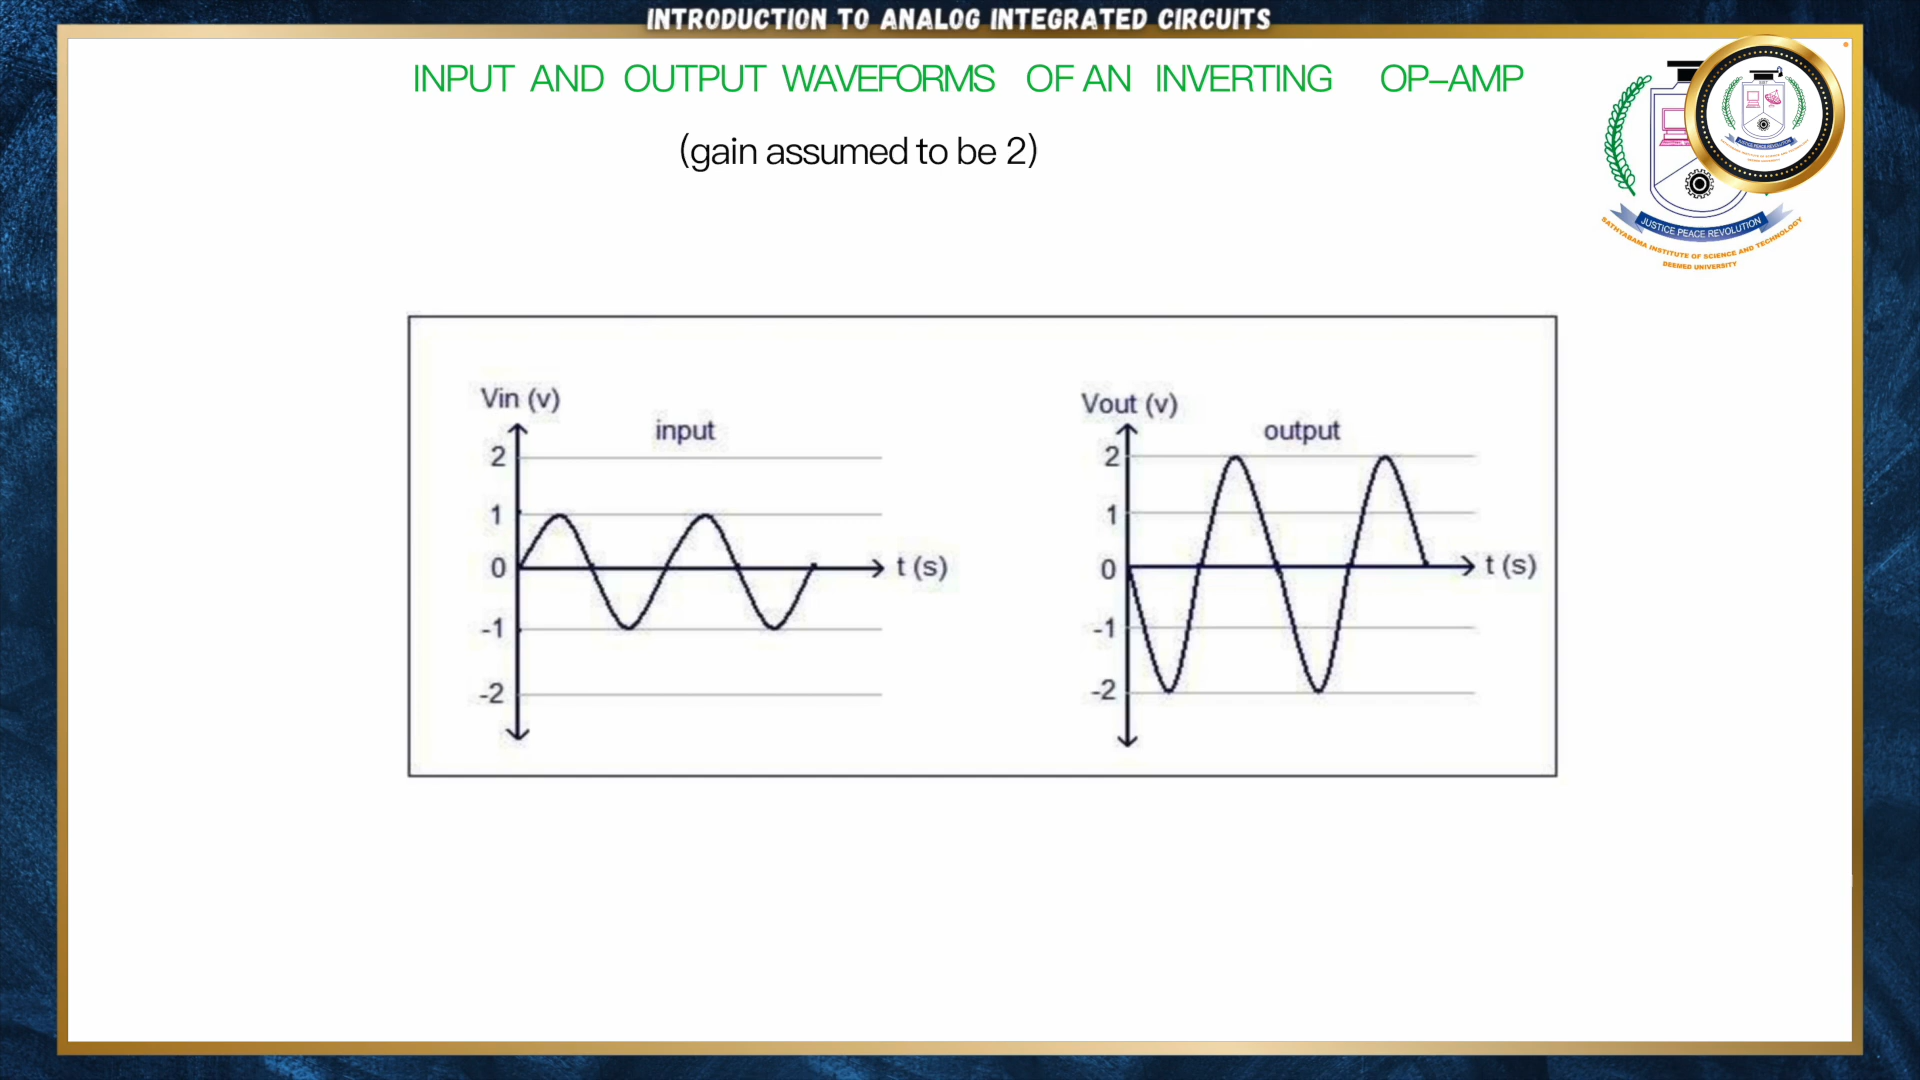 INTRODUCTION TO ANALOG INTEGRATED CIRCUITS
INPUT AND OUTPUT WAVEFORMS OF AN INVERTING OP-AMP
(gain assumed to be 2)
JUSTICE PEACE REVOLUTION
SATHYABAMA INSTITUTE OF SCIENCE AND TECHNOLOGY
DEEMED UNIVERSITY
Vin (v)
input
2
1
0
-1
-2
t (s)
Vout (v)
output
2
1
0
-1
-2
t (s)